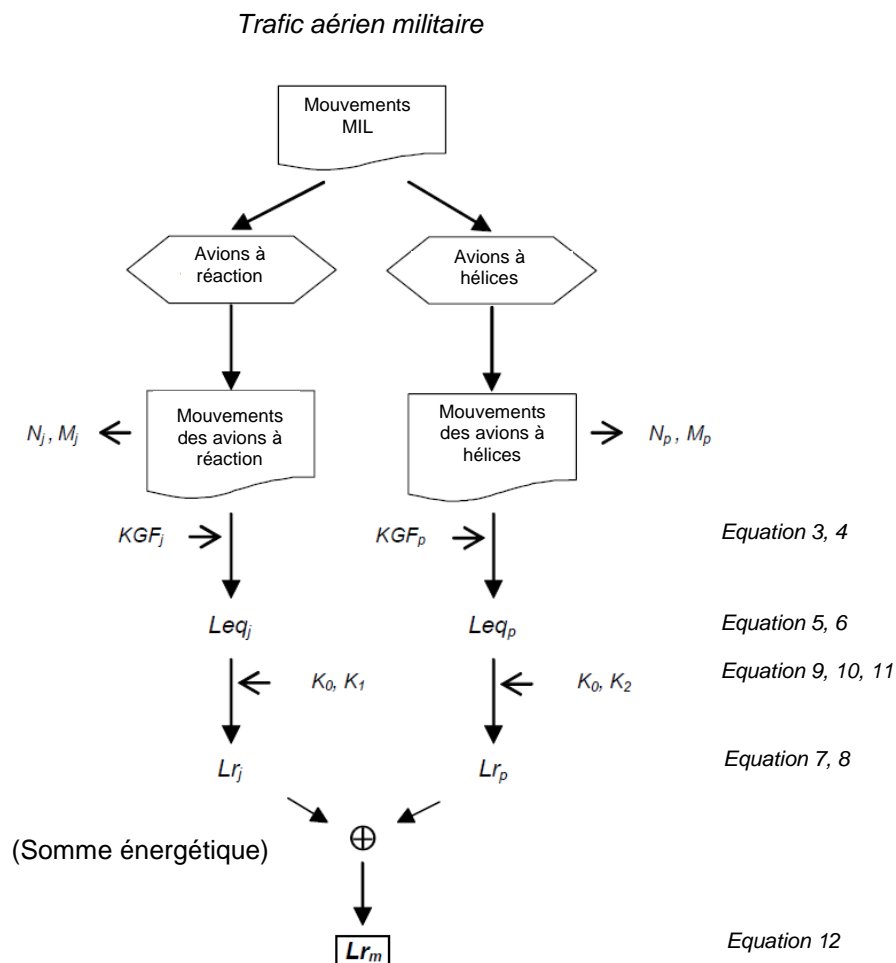 Trafic aérien militaire
Mouvements
MIL
Avions à
réaction
Avions à
hélices
Mouvements
des avions à
réaction
Mouvements
des avions à
hélices
Nj , Mj
Np , Mp
KGFj
KGFp
Equation 3, 4
Leqj
Leqp
Equation 5, 6
K0, K1
K0, K2
Equation 9, 10, 11
Lrj
Lrp
Equation 7, 8
(Somme énergétique)
Lrm
Equation 12